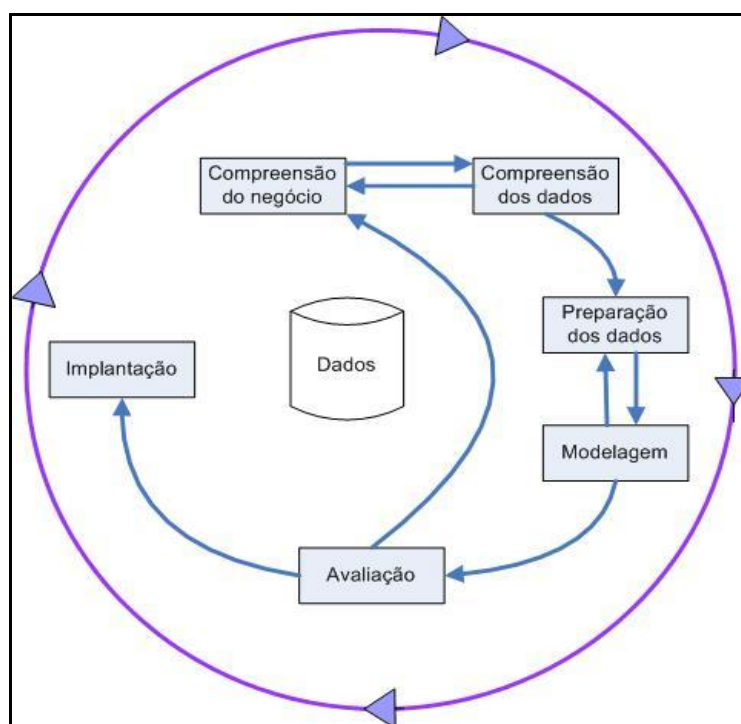 Compreensão
do negócio
Compreensão
dos dados
Preparação
dos dados
Dados
Implantação
Modelagem
Avaliação